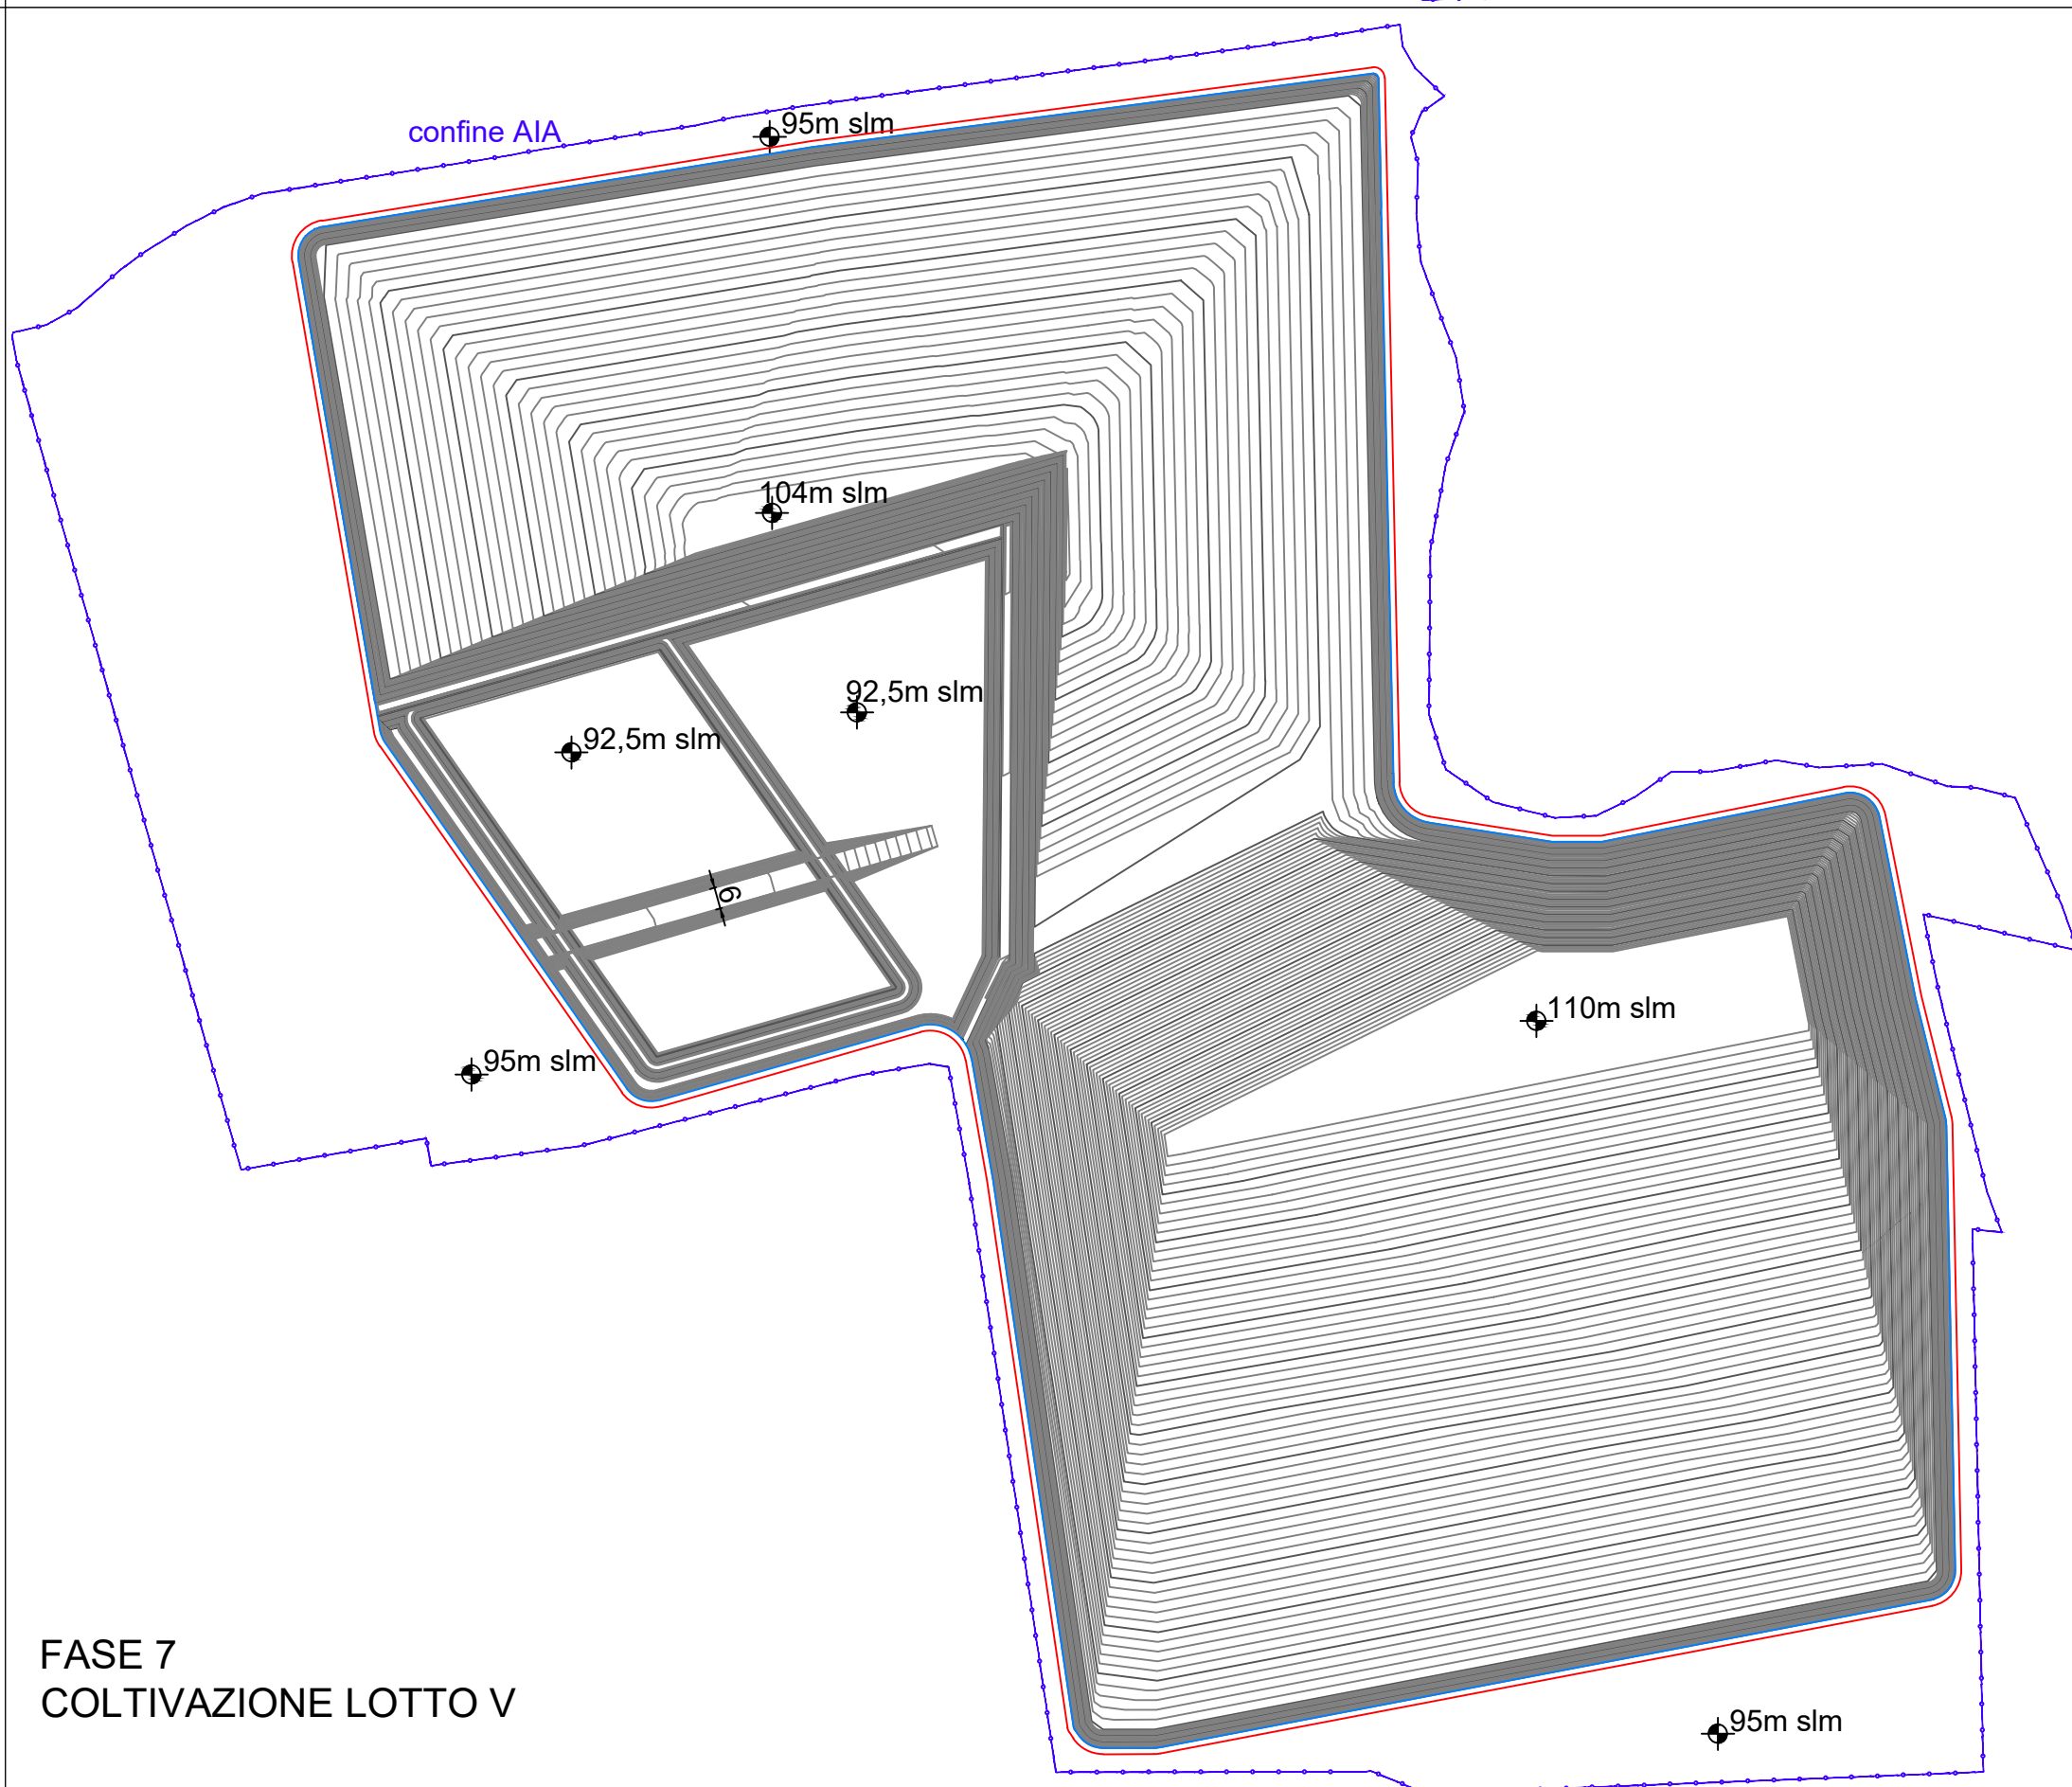 confine AIA
95m slm
104m slm
92,5m slm
92,5m slm
6
110m slm
95m slm
FASE 7
COLTIVAZIONE LOTTO V
95m slm